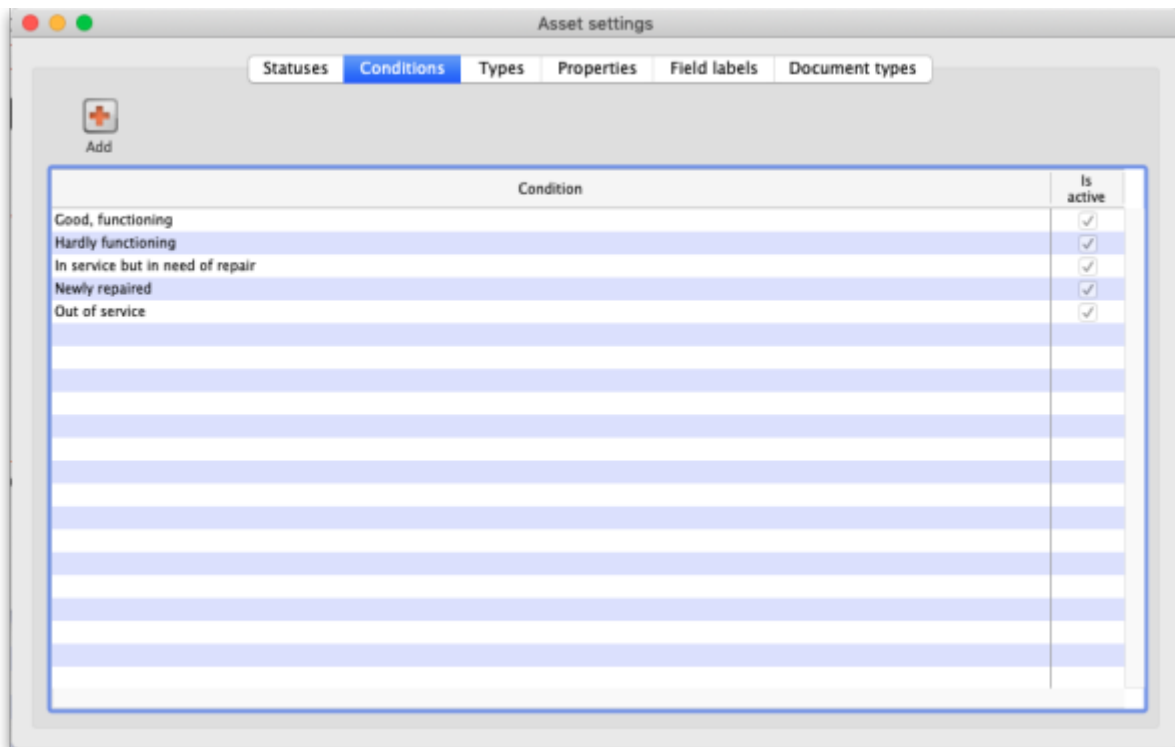 Asset settings
Statuses Conditions Types Properties Field labels Document types
Add
Condition
Is
active
Good, functioning
Hardly functioning
In service but in need of repair
Newly repaired
Out of service